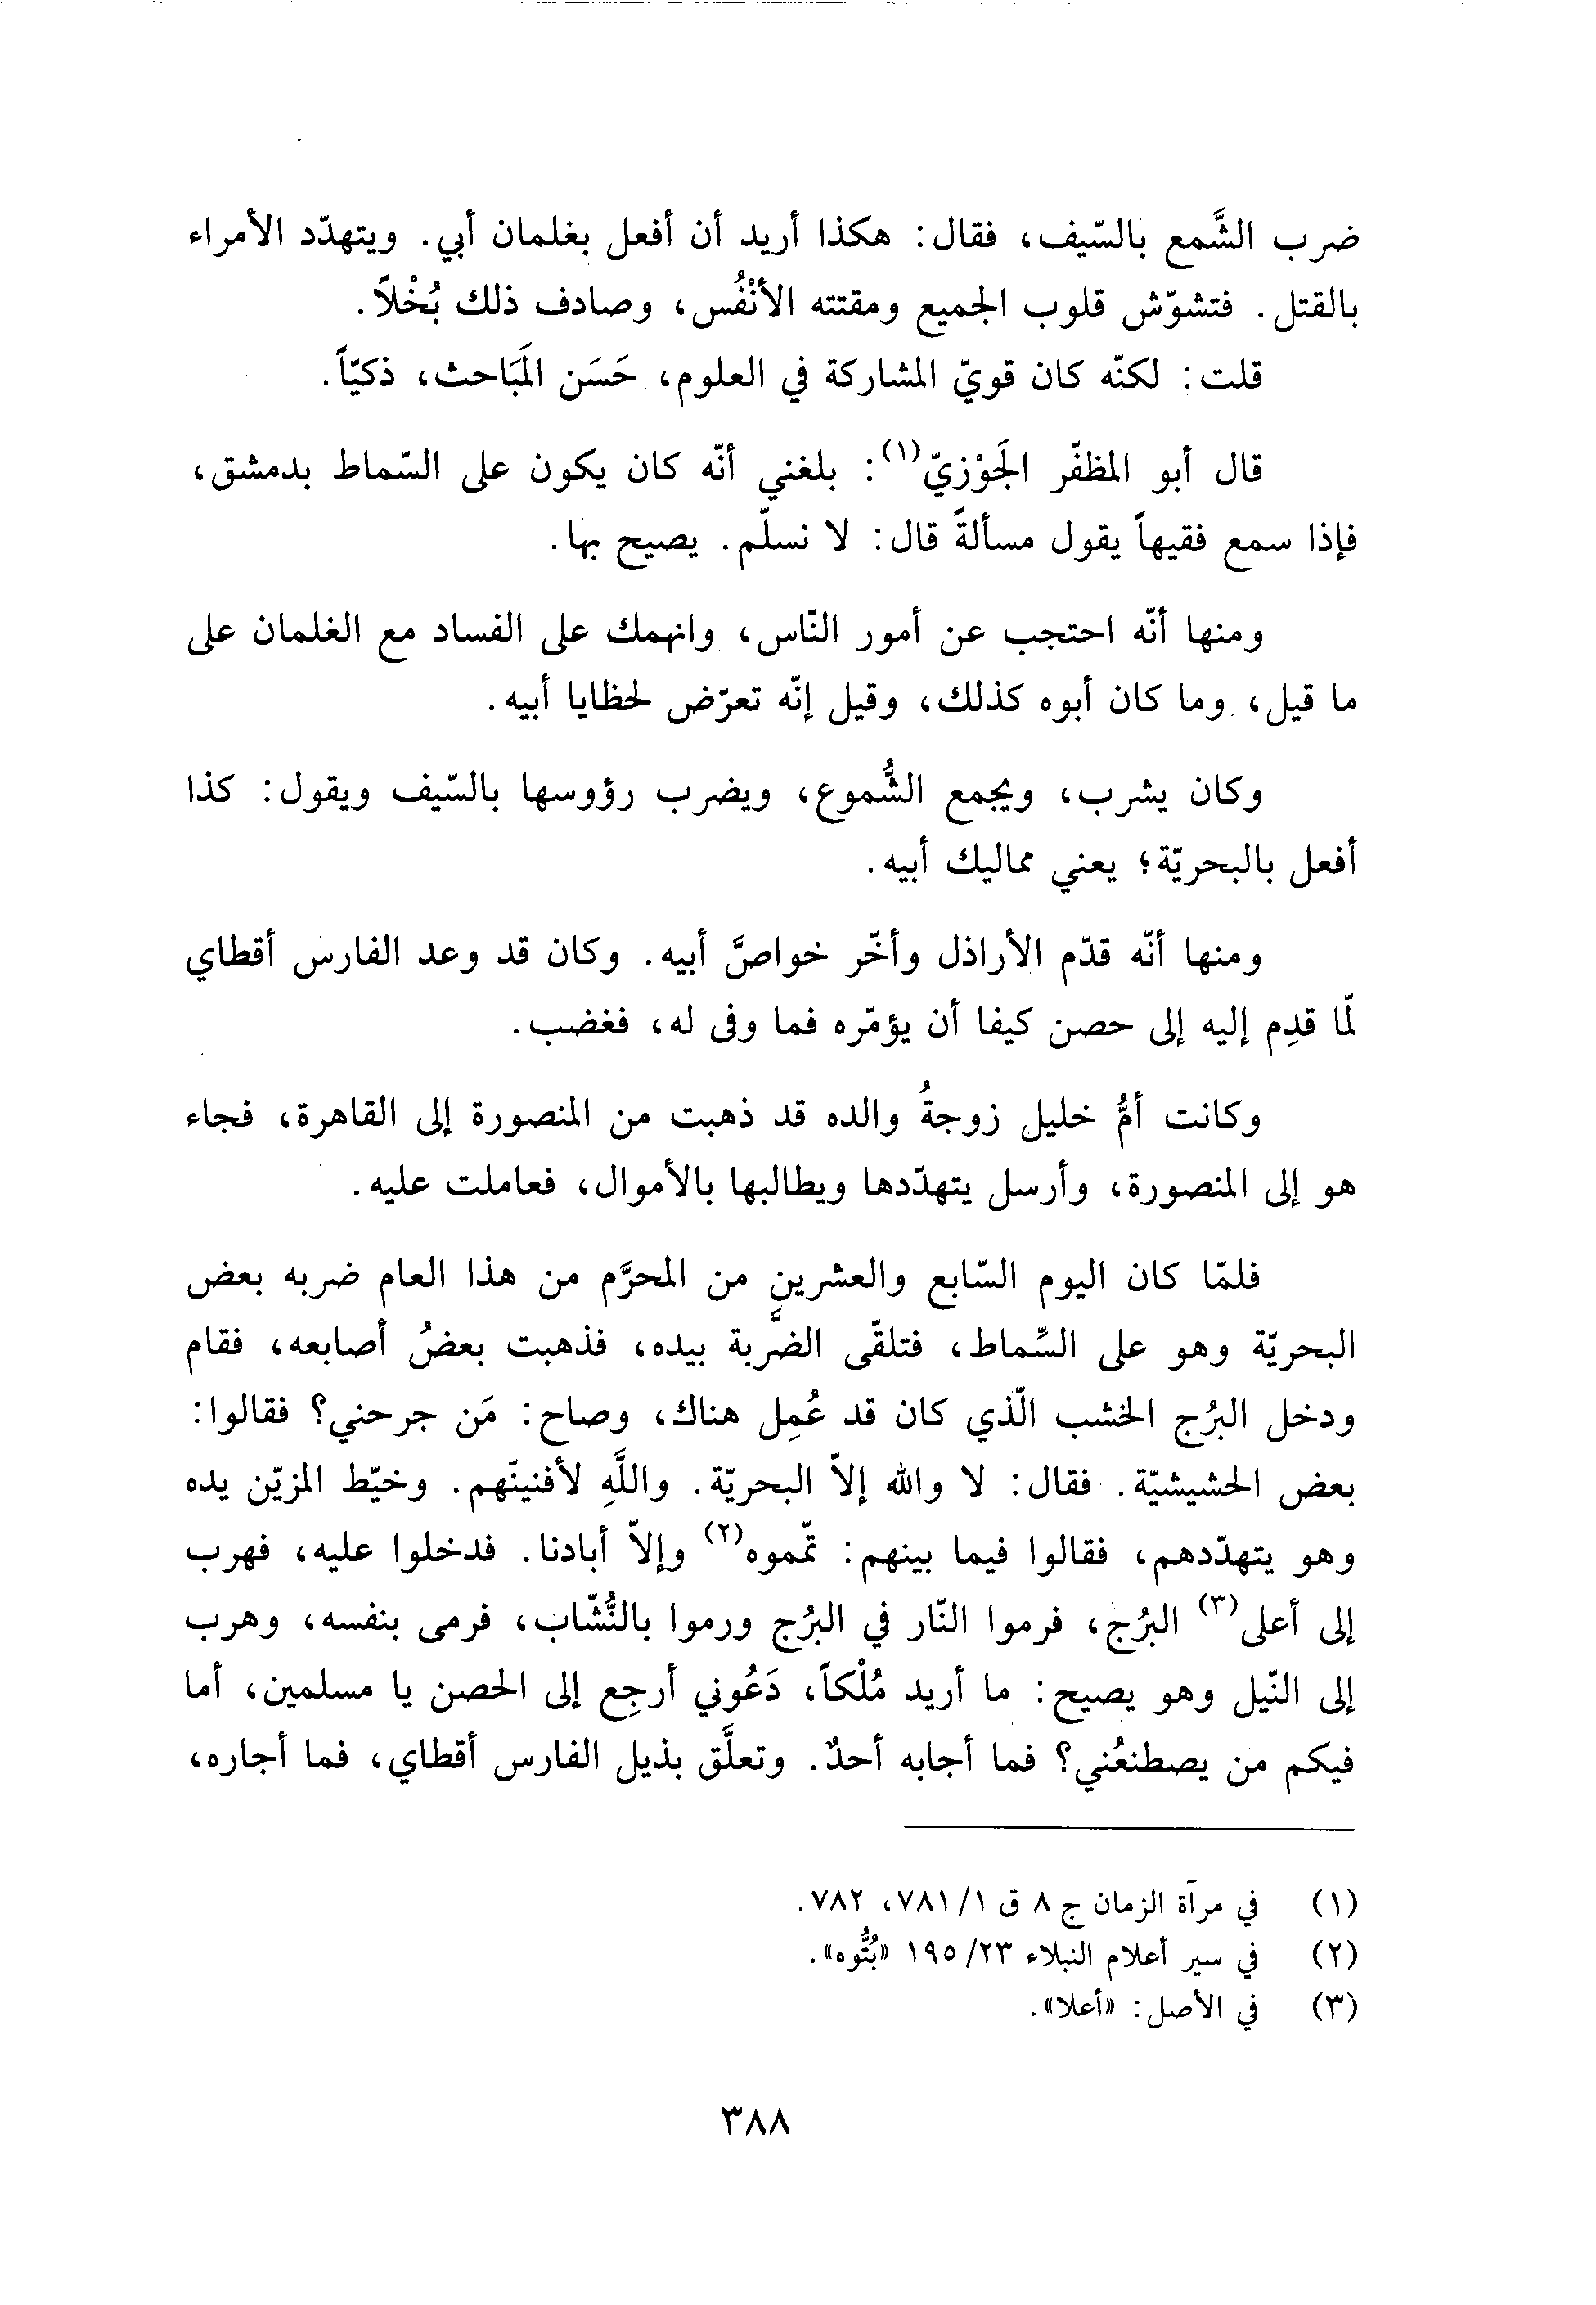 ضرب الشَّمع بالسّيف، فقال: هكذا أريد أن أفعل بغلمان أبي. ويتهدّد الأمراء
بالقتل. فتشوّش قلوب الجميع ومقتته الأنْفُس، وصادف ذلك بُخْلاً.
قلت: لكنّه كان قويّ المشاركة في العلوم، حَسَن المَبَاحث، ذكيّاً.
قال أبو المظفّر الجَوْزيّ(١): بلغني أنّه كان يكون على السّماط بدمشق،
فإذا سمع فقيهاً يقول مسألةً قال: لا نسلّم. يصيح بها.
ومنها أنّه احتجب عن أمور النّاس، وانهمك على الفساد مع الغلمان على
ما قيل، وما كان أبوه كذلك، وقيل إنّه تعرّض لحظايا أبيه.
وكان يشرب، ويجمع الشُّموع، ويضرب رؤوسها بالسّيف ويقول: كذا
أفعل بالبحريّة؛ يعني مماليك أبيه.
ومنها أنّه قدّم الأراذل وأخّر خواصَّ أبيه. وكان قد وعد الفارس أقطاي
لمّا قدِم إليه إلى حصن كيفا أن يؤمّره فما وفى له، فغضب.
وكانت أمُّ خليل زوجةُ والده قد ذهبت من المنصورة إلى القاهرة، فجاء
هو إلى المنصورة، وأرسل يتهدّدها ويطالبها بالأموال، فعاملت عليه.
فلمّا كان اليوم السّابع والعشرين من المحرَّم من هذا العام ضربه بعض
البحريّة وهو على السِّماط، فتلقّى الضَّربة بيده، فذهبت بعضُ أصابعه، فقام
ودخل البرُج الخشب الّذي كان قد عُمِل هناك، وصاح: مَن جرحني؟ فقالوا:
بعض الحشيشيّة. فقال: لا والله إلاّ البحريّة. واللَّهِ لأفنينّهم. وخيّط المزيّن يده
وهو يتهدّدهم، فقالوا فيما بينهم: تمّموه(٢) وإلاّ أبادنا. فدخلوا عليه، فهرب
إلى أعلى(٣) البرُج، فرموا النّار في البرُج ورموا بالنُّشّاب، فرمى بنفسه، وهرب
إلى النّيل وهو يصيح: ما أريد مُلْكاً، دَعُوني أرجِع إلى الحصن يا مسلمين، أما
فيكم من يصطنعُني؟ فما أجابه أحدٌ. وتعلَّق بذيل الفارس أقطاي، فما أجاره،
(١) في مرآة الزمان ج ٨ ق ١/ ٧٨١، ٧٨٢.
(٢) في سير أعلام النبلاء ٢٣/ ١٩٥ «بُتُّوه».
(٣) في الأصل: «أعلا».
٣٨٨